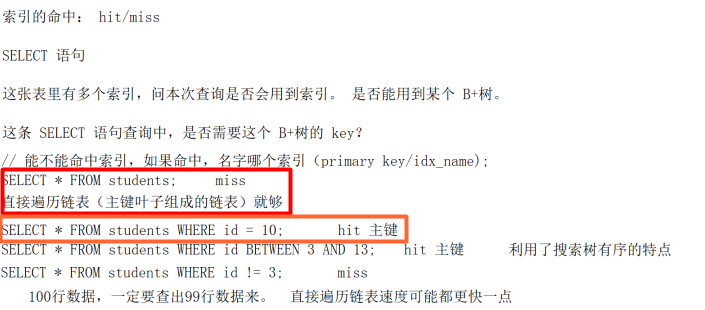 索引的命中： hit/miss
SELECT 语句
这张表里有多个索引，问本次查询是否会用到索引。 是否能用到某个 B+树。
这条 SELECT 语句查询中，是否需要这个 B+树的 key？
// 能不能命中索引，如果命中，名字哪个索引（primary key/idx_name);
SELECT * FROM students; miss
直接遍历链表（主键叶子组成的链表）就够
SELECT * FROM students WHERE id = 10; hit 主键
SELECT * FROM students WHERE id BETWEEN 3 AND 13; hit 主键 利用了搜索树有序的特点
SELECT * FROM students WHERE id != 3; miss
100行数据，一定要查出99行数据来。 直接遍历链表速度可能都更快一点